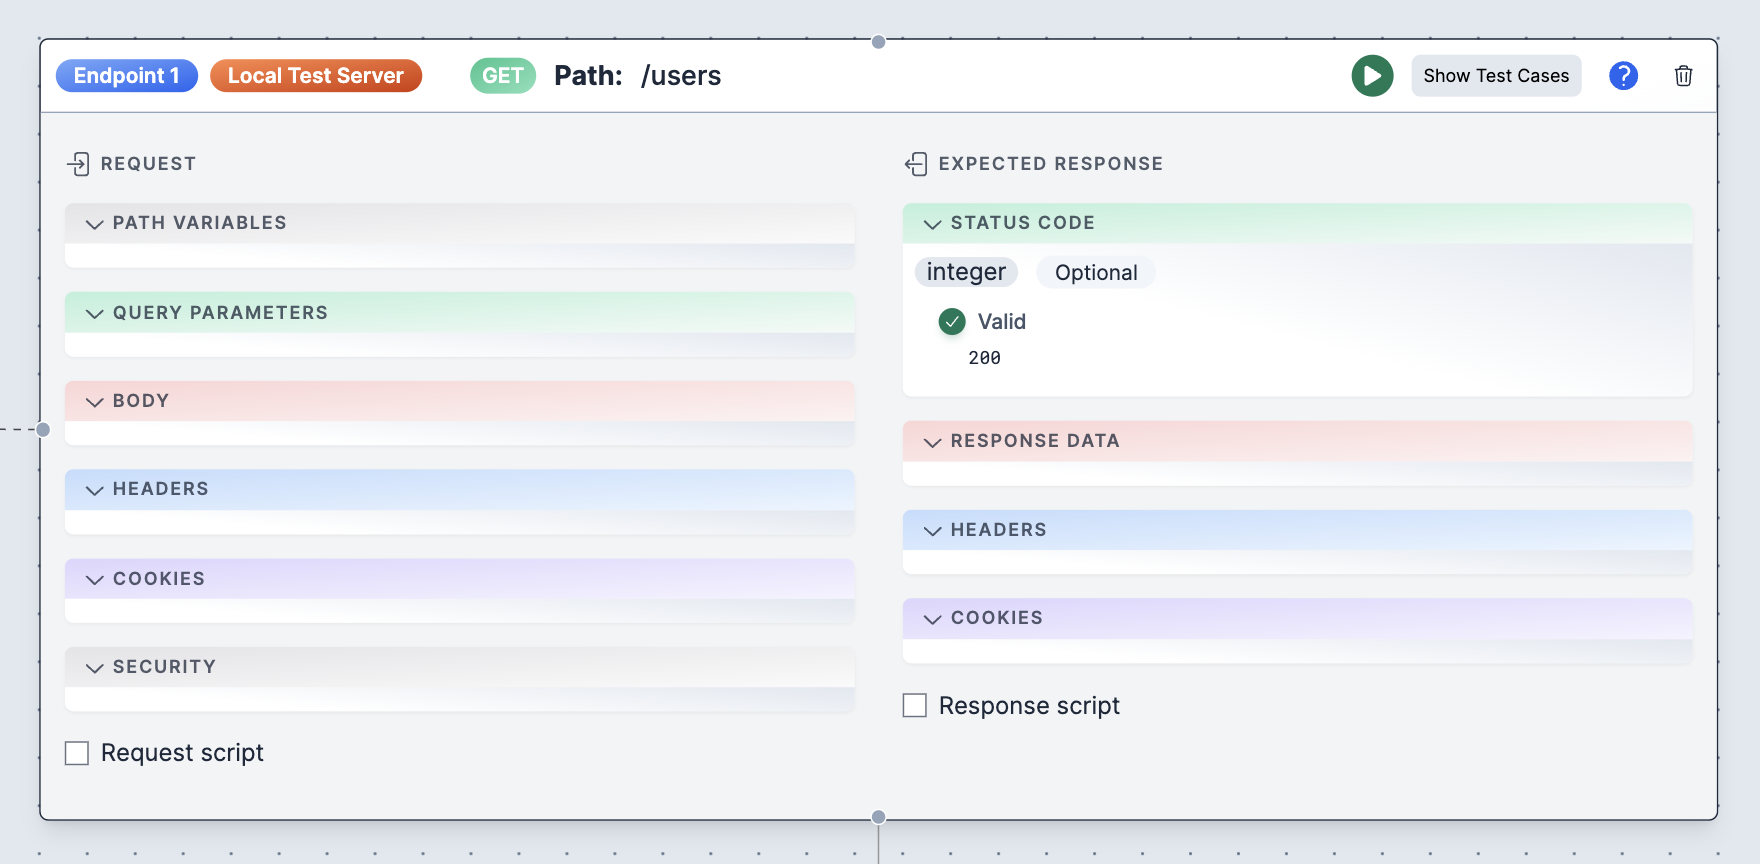 Endpoint 1 Local Test Server GET Path: /users Show Test Cases ?
REQUEST
PATH VARIABLES
QUERY PARAMETERS
BODY
HEADERS
COOKIES
SECURITY
Request script
EXPECTED RESPONSE
STATUS CODE
integer Optional
Valid
200
RESPONSE DATA
HEADERS
COOKIES
Response script